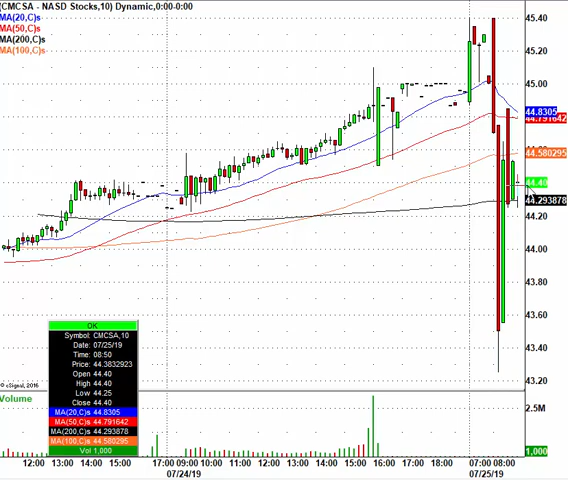 (CMCSA - NASD Stocks,10) Dynamic,0:00-0:00
MA(20,C)s
MA(50,C)s
MA(200,C)s
MA(100,C)s
45.40
45.20
45.00
44.8305
44.791642
44.580295
44.40
44.293878
44.20
44.00
43.80
43.60
43.40
43.20
OK
Symbol: CMCSA,10
Date: 07/25/19
Time: 08:50
Price: 44.3832923
Open 44.40
High 44.40
Low 44.25
Close 44.40
MA(20,C)s 44.8305
MA(50,C)s 44.791642
MA(200,C)s 44.293878
MA(100,C)s 44.580295
Vol 1,000
© eSignal, 2016
Volume
2.5M
1,000
12:00 13:00 14:00 15:00 17:00 09:00 10:00 11:00 12:00 13:00 14:00 15:00 16:00 17:00 18:00 07:00 08:00
07/24/19 07/25/19